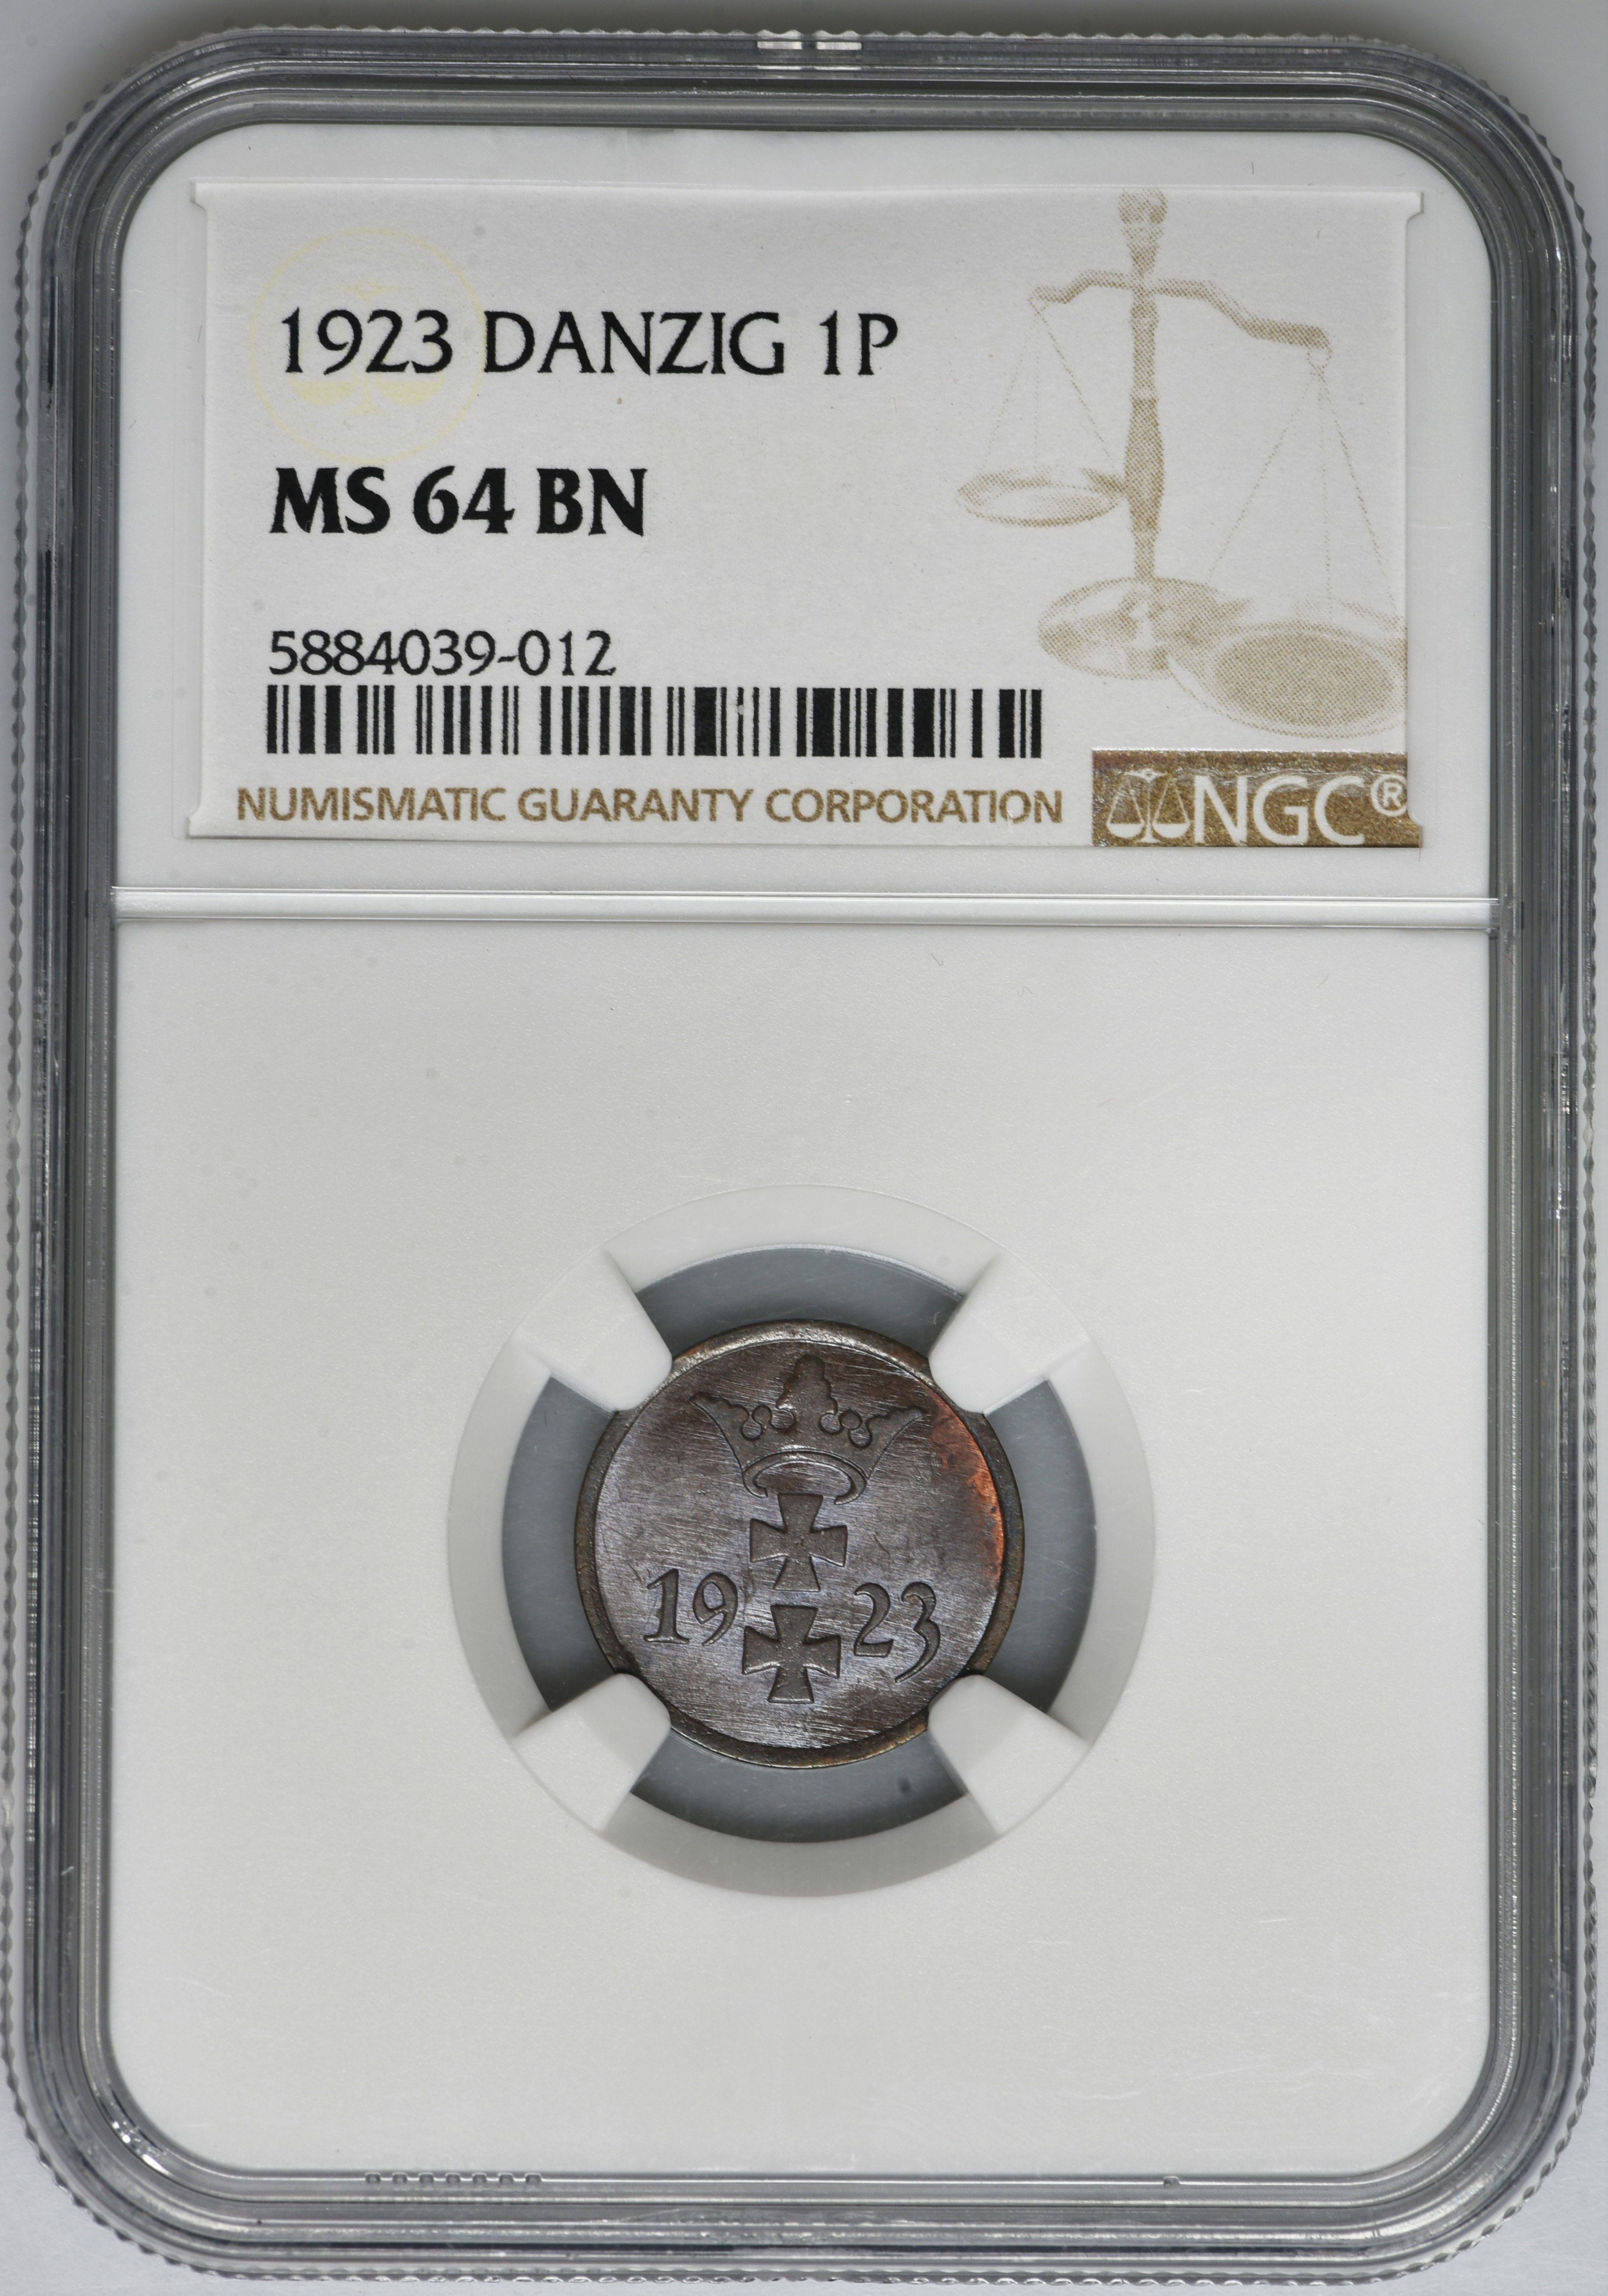 1923 DANZIG 1P
MS 64 BN
5884039-012
NUMISMATIC GUARANTY CORPORATION
NGC®
19 23